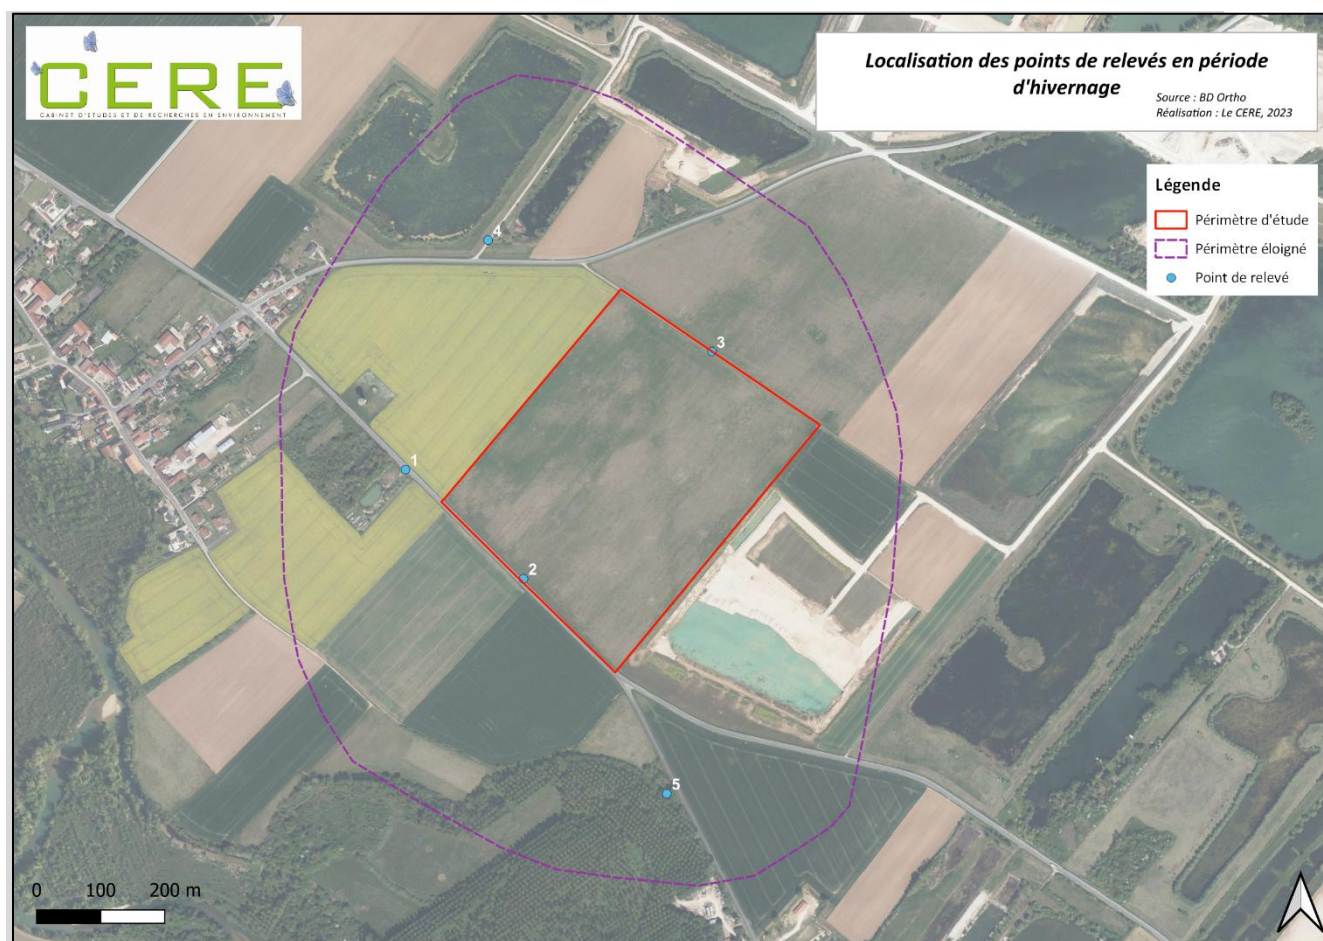 CERE
CABINET D'ETUDES ET DE RECHERCHES EN ENVIRONNEMENT
Localisation des points de relevés en période
d'hivernage
Source : BD Ortho
Réalisation : Le CERE, 2023
Légende
Périmètre d'étude
Périmètre éloigné
Point de relevé
4
3
1
2
5
0 100 200 m